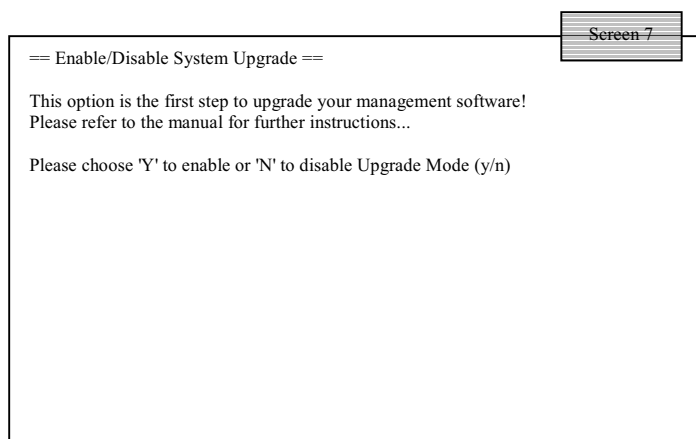 Screen 7
== Enable/Disable System Upgrade ==
This option is the first step to upgrade your management software!
Please refer to the manual for further instructions...
Please choose 'Y' to enable or 'N' to disable Upgrade Mode (y/n)